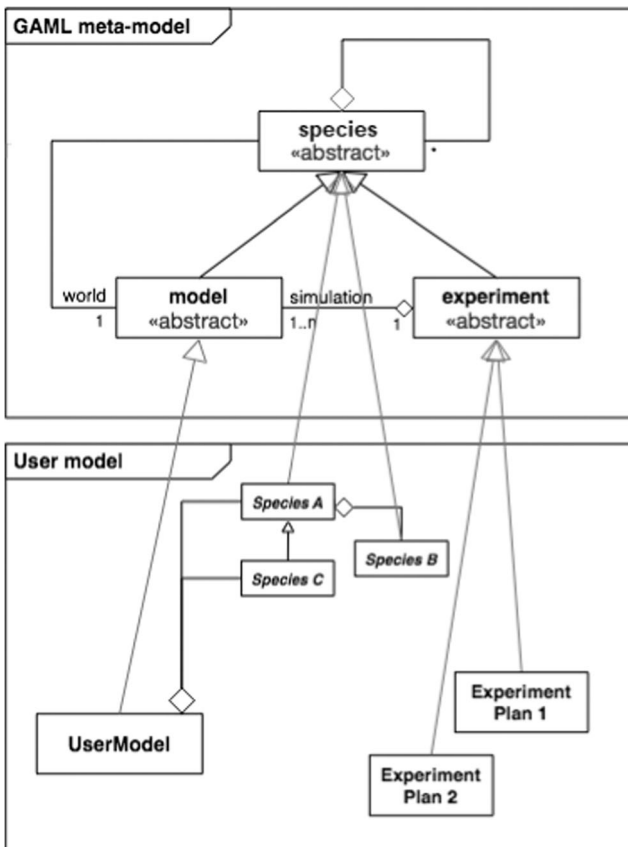 GAML meta-model
species
«abstract»
*
world
1
model
«abstract»
simulation
1..n
1
experiment
«abstract»
User model
Species A
Species B
Species C
UserModel
Experiment
Plan 1
Experiment
Plan 2